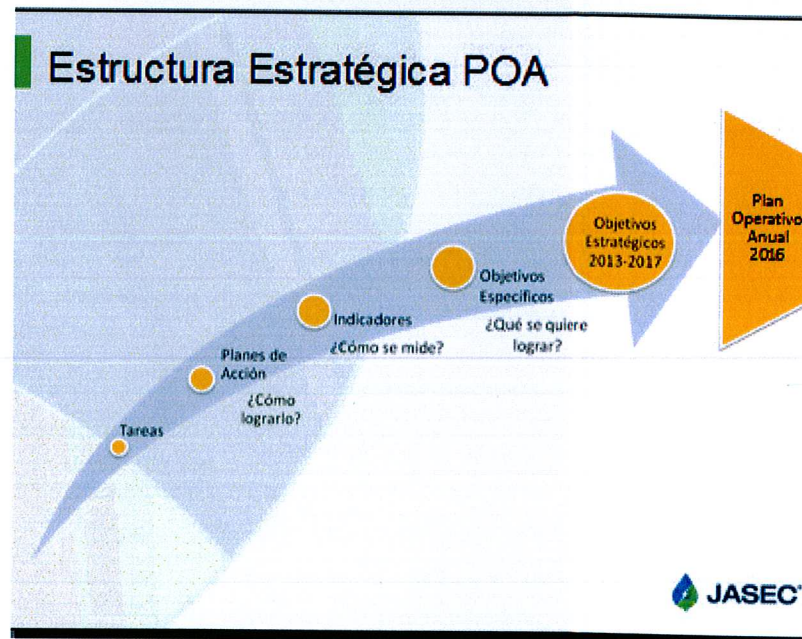 Estructura Estratégica POA
Tareas
Planes de
Acción
¿Cómo
lograrlo?
Indicadores
¿Cómo se mide?
Objetivos
Específicos
¿Qué se quiere
lograr?
Objetivos
Estratégicos
2013-2017
Plan
Operativo
Anual
2016
JASEC